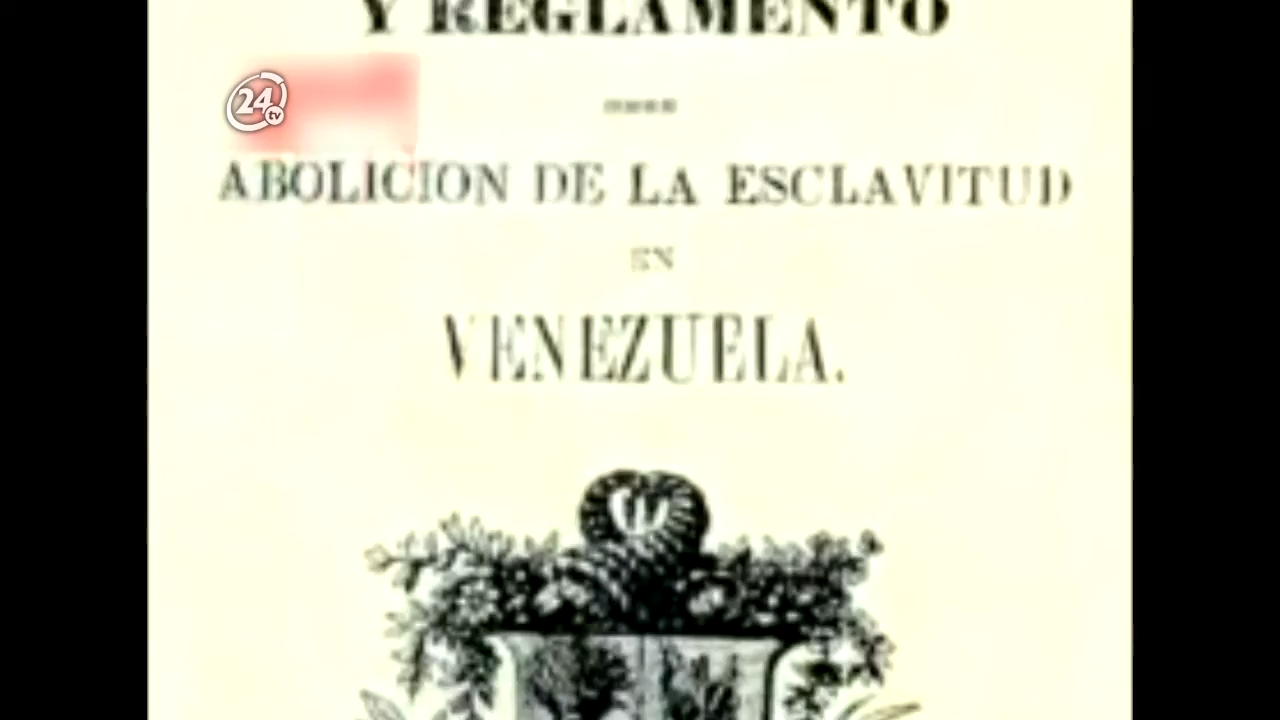 Y REGLAMENTO
24
tv
ABOLICION DE LA ESCLAVITUD
EN
VENEZUELA.